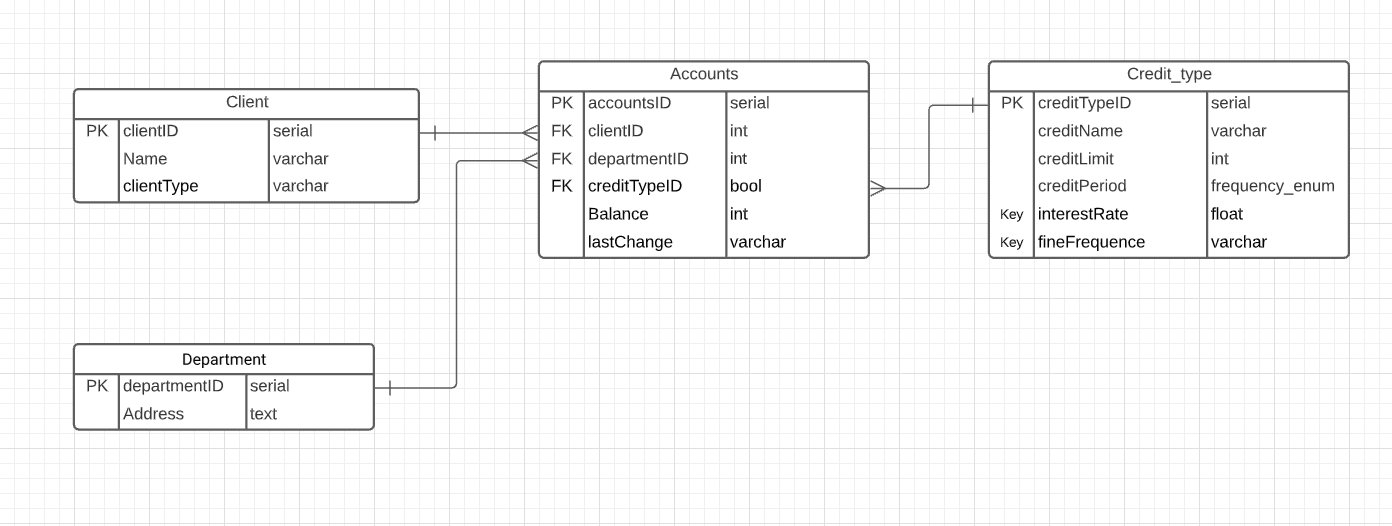 Client
PK clientID serial
Name varchar
clientType varchar
Accounts
PK accountsID serial
FK clientID int
FK departmentID int
FK creditTypeID bool
Balance int
lastChange varchar
Credit_type
PK creditTypeID serial
creditName varchar
creditLimit int
creditPeriod frequency_enum
Key interestRate float
Key fineFrequence varchar
Department
PK departmentID serial
Address text